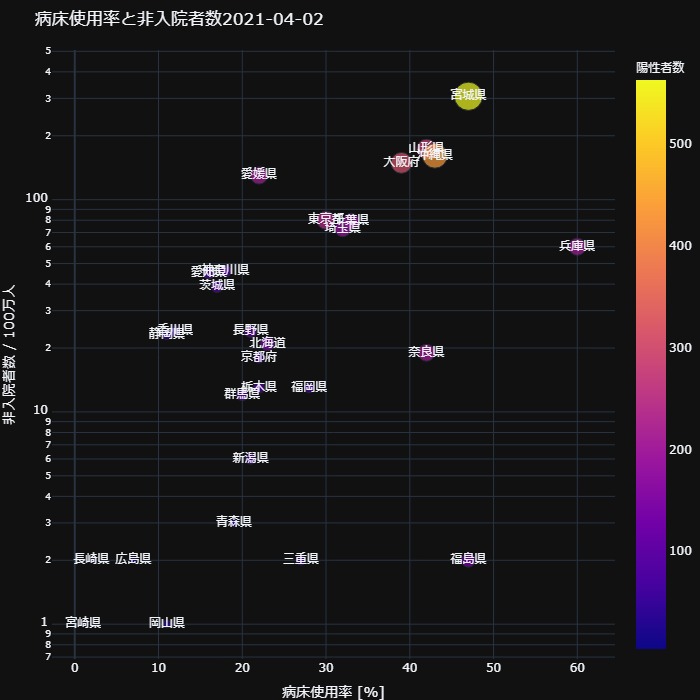 病床使用率と非入院者数2021-04-02
陽性者数
5
4
3
2
100
9
8
7
6
5
4
3
2
10
9
8
7
6
5
4
3
2
1
9
8
7
非入院者数 / 100万人
宮城県
山形県
沖縄県
大阪府
愛媛県
東京都
千葉県
埼玉県
兵庫県
神奈川県
愛知県
茨城県
香川県
静岡県
長野県
北海道
京都府
奈良県
栃木県
福岡県
群馬県
新潟県
青森県
長崎県
広島県
三重県
福島県
宮崎県
岡山県
0 10 20 30 40 50 60
病床使用率 [%]
500
400
300
200
100